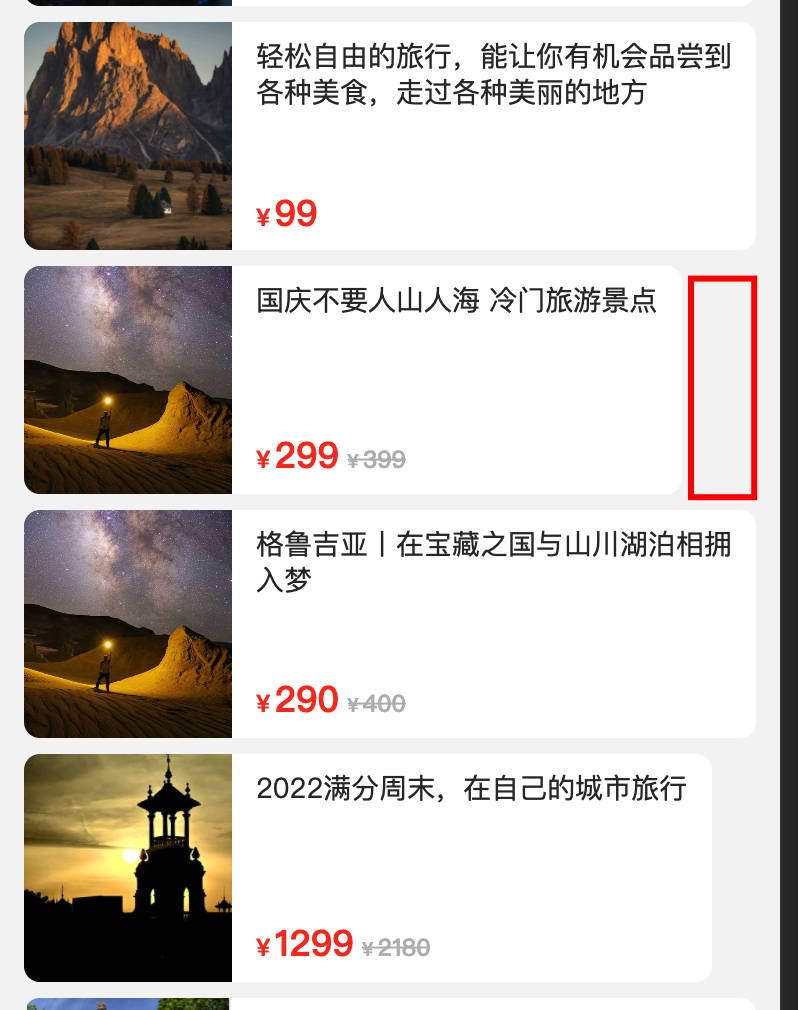 轻松自由的旅行，能让你有机会品尝到
各种美食，走过各种美丽的地方
¥99
国庆不要人山人海 冷门旅游景点
¥299 ¥399
格鲁吉亚丨在宝藏之国与山川湖泊相拥
入梦
¥290 ¥400
2022满分周末，在自己的城市旅行
¥1299 ¥2180